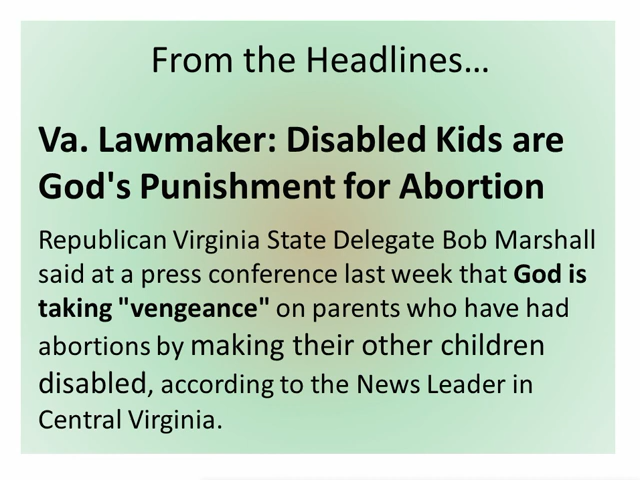 From the Headlines…
Va. Lawmaker: Disabled Kids are
God's Punishment for Abortion
Republican Virginia State Delegate Bob Marshall
said at a press conference last week that God is
taking "vengeance" on parents who have had
abortions by making their other children
disabled, according to the News Leader in
Central Virginia.